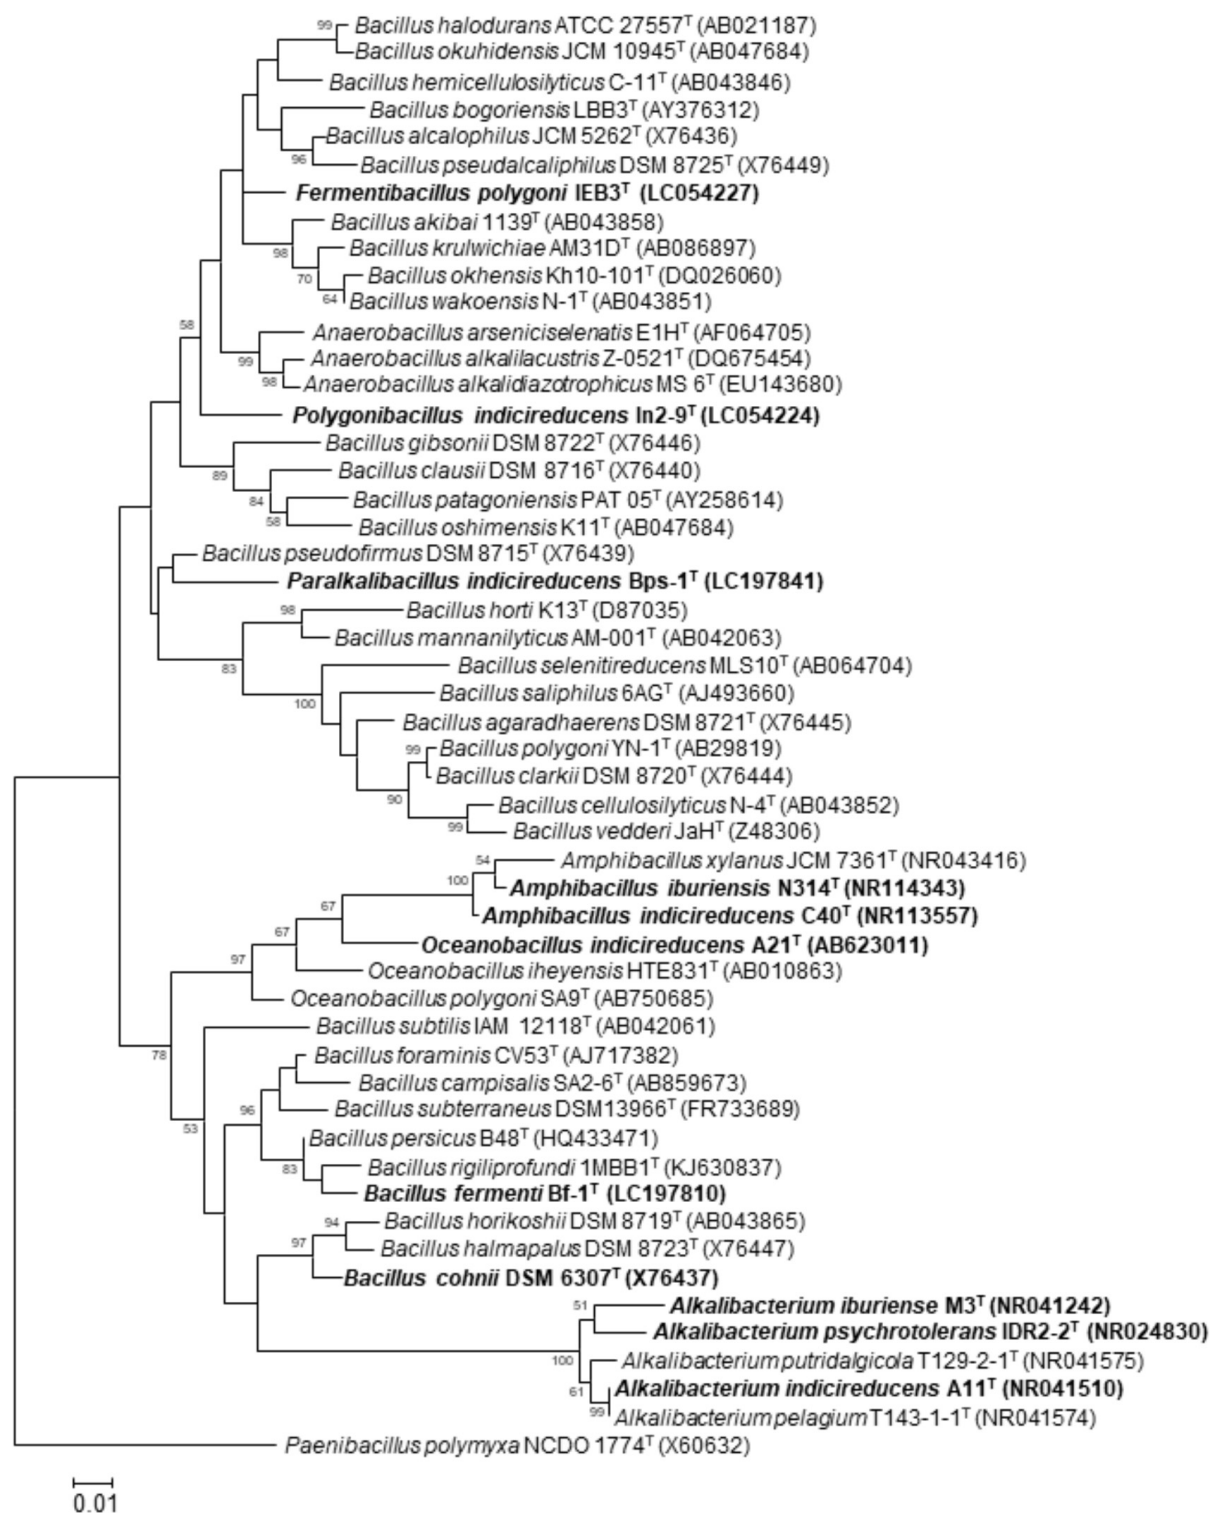 99 Bacillus halodurans ATCC 27557ᵀ (AB021187)
Bacillus okuhidensis JCM 10945ᵀ (AB047684)
Bacillus hemicellulosilyticus C-11ᵀ (AB043846)
Bacillus bogoriensis LBB3ᵀ (AY376312)
Bacillus alcalophilus JCM 5262ᵀ (X76436)
96 Bacillus pseudalcaliphilus DSM 8725ᵀ (X76449)
Fermentibacillus polygoni IEB3ᵀ (LC054227)
Bacillus akibai 1139ᵀ (AB043858)
98 Bacillus krulwichiae AM31Dᵀ (AB086897)
70 Bacillus okhensis Kh10-101ᵀ (DQ026060)
64 Bacillus wakoensis N-1ᵀ (AB043851)
58 Anaerobacillus arseniciselenatis E1Hᵀ (AF064705)
99 Anaerobacillus alkalilacustris Z-0521ᵀ (DQ675454)
98 Anaerobacillus alkalidiazotrophicus MS 6ᵀ (EU143680)
Polygonibacillus indicireducens In2-9ᵀ (LC054224)
Bacillus gibsonii DSM 8722ᵀ (X76446)
89 Bacillus clausii DSM 8716ᵀ (X76440)
84 Bacillus patagoniensis PAT 05ᵀ (AY258614)
58 Bacillus oshimensis K11ᵀ (AB047684)
Bacillus pseudofirmus DSM 8715ᵀ (X76439)
Paralkalibacillus indicireducens Bps-1ᵀ (LC197841)
98 Bacillus horti K13ᵀ (D87035)
Bacillus mannanilyticus AM-001ᵀ (AB042063)
83 Bacillus selenitireducens MLS10ᵀ (AB064704)
100 Bacillus saliphilus 6AGᵀ (AJ493660)
Bacillus agaradhaerens DSM 8721ᵀ (X76445)
99 Bacillus polygoni YN-1ᵀ (AB29819)
Bacillus clarkii DSM 8720ᵀ (X76444)
90 Bacillus cellulosilyticus N-4ᵀ (AB043852)
99 Bacillus vedderi JaHᵀ (Z48306)
54 Amphibacillus xylanus JCM 7361ᵀ (NR043416)
100 Amphibacillus iburiensis N314ᵀ (NR114343)
67 Amphibacillus indicireducens C40ᵀ (NR113557)
67 Oceanobacillus indicireducens A21ᵀ (AB623011)
97 Oceanobacillus iheyensis HTE831ᵀ (AB010863)
Oceanobacillus polygoni SA9ᵀ (AB750685)
Bacillus subtilis IAM 12118ᵀ (AB042061)
78 Bacillus foraminis CV53ᵀ (AJ717382)
Bacillus campisalis SA2-6ᵀ (AB859673)
96 Bacillus subterraneus DSM13966ᵀ (FR733689)
53 Bacillus persicus B48ᵀ (HQ433471)
83 Bacillus rigiliprofundi 1MBB1ᵀ (KJ630837)
Bacillus fermenti Bf-1ᵀ (LC197810)
94 Bacillus horikoshii DSM 8719ᵀ (AB043865)
97 Bacillus halmapalus DSM 8723ᵀ (X76447)
Bacillus cohnii DSM 6307ᵀ (X76437)
51 Alkalibacterium iburiense M3ᵀ (NR041242)
Alkalibacterium psychrotolerans IDR2-2ᵀ (NR024830)
100 Alkalibacterium putridalgicola T129-2-1ᵀ (NR041575)
61 Alkalibacterium indicireducens A11ᵀ (NR041510)
99 Alkalibacterium pelagium T143-1-1ᵀ (NR041574)
Paenibacillus polymyxa NCDO 1774ᵀ (X60632)
0.01